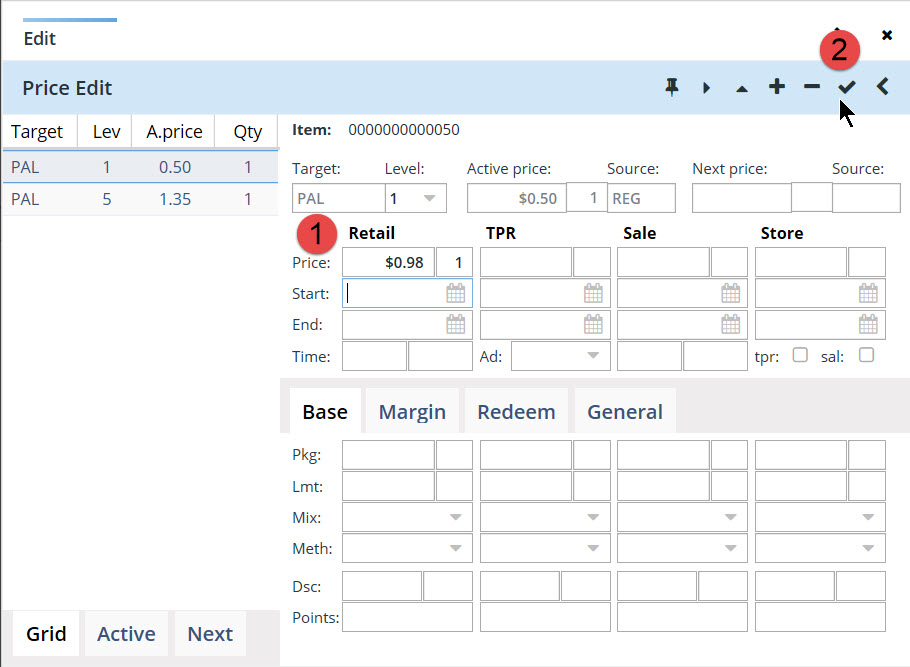 Edit
2
Price Edit
Target Lev A.price Qty
PAL 1 0.50 1
PAL 5 1.35 1
Item: 0000000000050
Target: Level: Active price: Source: Next price: Source:
PAL 1 $0.50 1 REG
1 Retail TPR Sale Store
Price: $0.98 1
Start:
End:
Time: Ad: tpr: sal:
Base Margin Redeem General
Pkg:
Lmt:
Mix:
Meth:
Dsc:
Points:
Grid Active Next